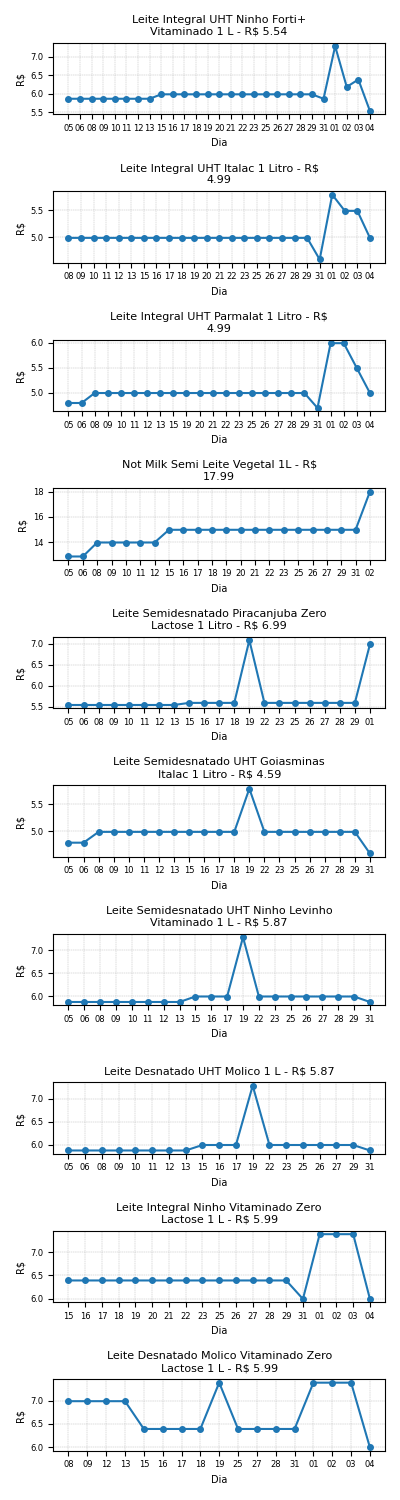 Leite Integral UHT Ninho Forti+
Vitaminado 1 L - R$ 5.54
7.0
6.5
6.0
5.5
R$
05 06 08 09 10 11 12 13 15 16 17 18 19 20 21 22 23 25 26 27 28 29 30 31 01 02 03 04
Dia
Leite Integral UHT Italac 1 Litro - R$
4.99
5.5
5.0
R$
08 09 10 11 12 13 15 16 17 18 19 20 21 22 23 25 26 27 28 29 31 01 02 03 04
Dia
Leite Integral UHT Parmalat 1 Litro - R$
4.99
6.0
5.5
5.0
R$
05 06 08 09 10 11 12 13 15 16 17 18 19 20 21 22 23 25 26 28 29 31 01 02 03 04
Dia
Not Milk Semi Leite Vegetal 1L - R$
17.99
18
16
14
R$
05 06 08 09 10 11 12 15 16 17 18 19 20 21 22 23 25 26 27 29 31 02
Dia
Leite Semidesnatado Piracanjuba Zero
Lactose 1 Litro - R$ 6.99
7.0
6.5
6.0
5.5
R$
05 06 08 09 10 11 12 13 15 16 17 18 19 22 23 25 26 27 28 29 01
Dia
Leite Semidesnatado UHT Goiasminas
Italac 1 Litro - R$ 4.59
5.5
5.0
R$
05 06 08 09 10 11 12 13 15 16 17 18 19 22 23 25 26 27 28 29 31
Dia
Leite Semidesnatado UHT Ninho Levinho
Vitaminado 1 L - R$ 5.87
7.0
6.5
6.0
R$
05 06 08 09 10 11 12 13 15 16 17 19 22 23 25 26 27 28 29 31
Dia
Leite Desnatado UHT Molico 1 L - R$ 5.87
7.0
6.5
6.0
R$
05 06 08 09 10 11 12 13 15 16 17 19 22 23 25 26 27 29 31
Dia
Leite Integral Ninho Vitaminado Zero
Lactose 1 L - R$ 5.99
7.0
6.5
6.0
R$
15 16 17 18 19 20 21 22 23 25 26 27 28 29 31 01 02 03 04
Dia
Leite Desnatado Molico Vitaminado Zero
Lactose 1 L - R$ 5.99
7.0
6.5
6.0
R$
08 09 12 13 15 16 18 19 25 27 28 31 01 02 03 04
Dia